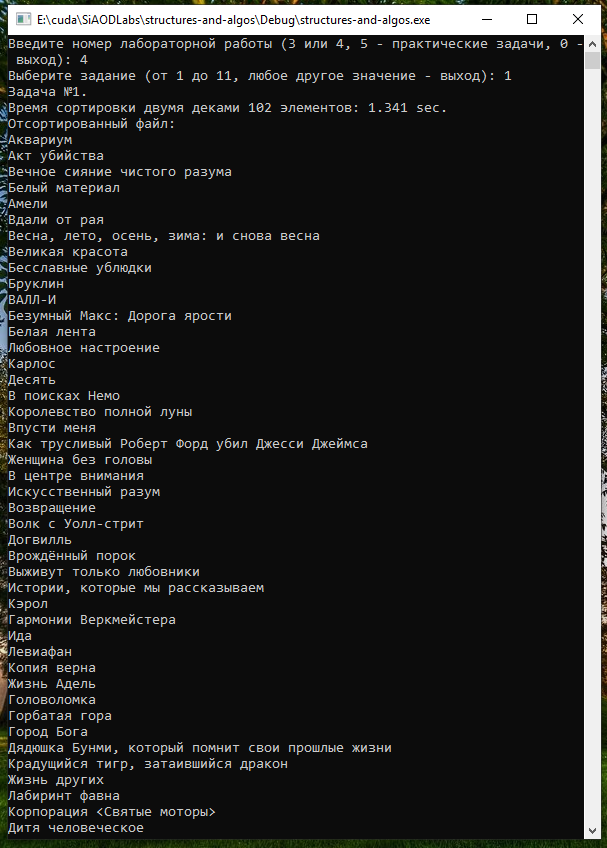 E:\cuda\SiAODLabs\structures-and-algos\Debug\structures-and-algos.exe
Введите номер лабораторной работы (3 или 4, 5 - практические задачи, 0 -
 выход): 4
Выберите задание (от 1 до 11, любое другое значение - выход): 1
Задача №1.
Время сортировки двумя деками 102 элементов: 1.341 sec.
Отсортированный файл:
Аквариум
Акт убийства
Вечное сияние чистого разума
Белый материал
Амели
Вдали от рая
Весна, лето, осень, зима: и снова весна
Великая красота
Бесславные ублюдки
Бруклин
ВАЛЛ-И
Безумный Макс: Дорога ярости
Белая лента
Любовное настроение
Карлос
Десять
В поисках Немо
Королевство полной луны
Впусти меня
Как трусливый Роберт Форд убил Джесси Джеймса
Женщина без головы
В центре внимания
Искусственный разум
Возвращение
Волк с Уолл-стрит
Догвилль
Врождённый порок
Выживут только любовники
Истории, которые мы рассказываем
Кэрол
Гармонии Веркмейстера
Ида
Левиафан
Копия верна
Жизнь Адель
Головоломка
Горбатая гора
Город Бога
Дядюшка Бунми, который помнит свои прошлые жизни
Крадущийся тигр, затаившийся дракон
Жизнь других
Лабиринт фавна
Корпорация <Святые моторы>
Дитя человеческое